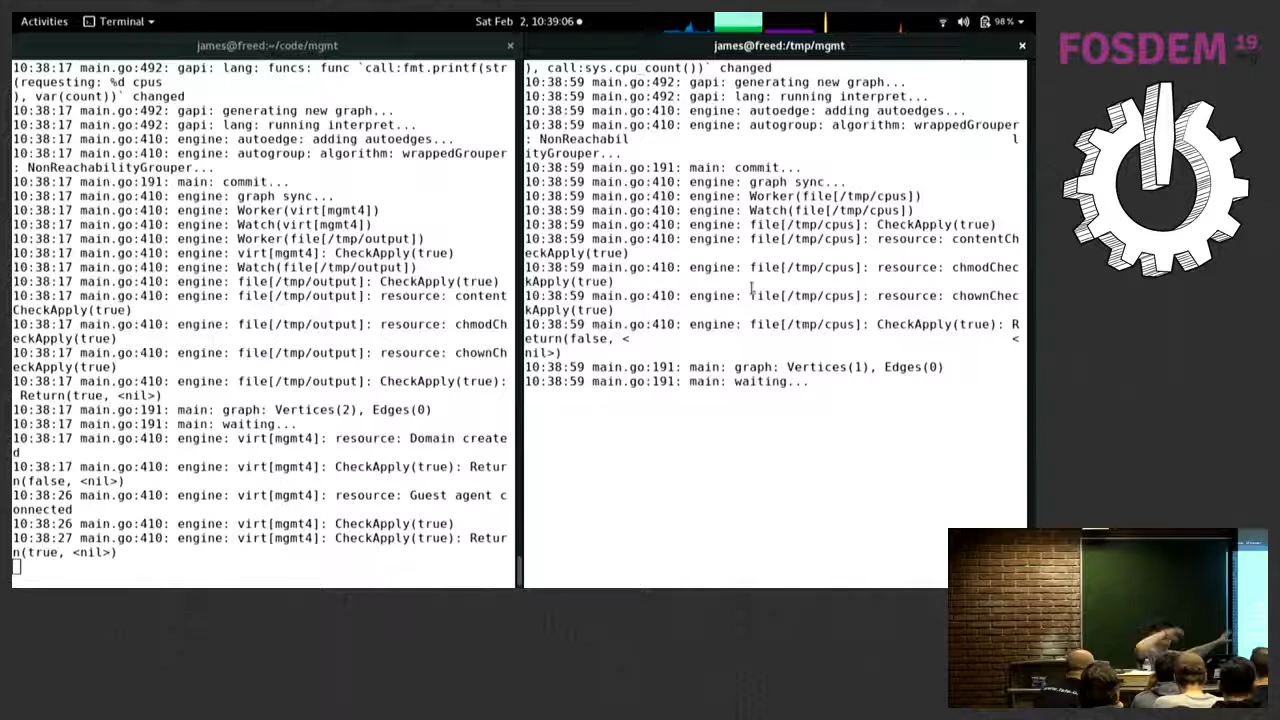 Activities
Terminal
Sat Feb 2, 10:39:06
98%
james@freed:~/code/mgmt
×
10:38:17 main.go:492: gapi: lang: funcs: func `call:fmt.printf(str
(requesting: %d cpus
), var(count))` changed
10:38:17 main.go:492: gapi: generating new graph...
10:38:17 main.go:492: gapi: lang: running interpret...
10:38:17 main.go:410: engine: autoedge: adding autoedges...
10:38:17 main.go:410: engine: autogroup: algorithm: wrappedGrouper
: NonReachabilityGrouper...
10:38:17 main.go:191: main: commit...
10:38:17 main.go:410: engine: graph sync...
10:38:17 main.go:410: engine: Worker(virt[mgmt4])
10:38:17 main.go:410: engine: Watch(virt[mgmt4])
10:38:17 main.go:410: engine: Worker(file[/tmp/output])
10:38:17 main.go:410: engine: virt[mgmt4]: CheckApply(true)
10:38:17 main.go:410: engine: Watch(file[/tmp/output])
10:38:17 main.go:410: engine: file[/tmp/output]: CheckApply(true)
10:38:17 main.go:410: engine: file[/tmp/output]: resource: content
CheckApply(true)
10:38:17 main.go:410: engine: file[/tmp/output]: resource: chmodCh
eckApply(true)
10:38:17 main.go:410: engine: file[/tmp/output]: resource: chownCh
eckApply(true)
10:38:17 main.go:410: engine: file[/tmp/output]: CheckApply(true):
Return(true, <nil>)
10:38:17 main.go:191: main: graph: Vertices(2), Edges(0)
10:38:17 main.go:191: main: waiting...
10:38:17 main.go:410: engine: virt[mgmt4]: resource: Domain create
d
10:38:17 main.go:410: engine: virt[mgmt4]: CheckApply(true): Retur
n(false, <nil>)
10:38:26 main.go:410: engine: virt[mgmt4]: resource: Guest agent c
onnected
10:38:26 main.go:410: engine: virt[mgmt4]: CheckApply(true)
10:38:27 main.go:410: engine: virt[mgmt4]: CheckApply(true): Retur
n(true, <nil>)
james@freed:/tmp/mgmt
×
), call:sys.cpu_count())` changed
10:38:59 main.go:492: gapi: generating new graph...
10:38:59 main.go:492: gapi: lang: running interpret...
10:38:59 main.go:410: engine: autoedge: adding autoedges...
10:38:59 main.go:410: engine: autogroup: algorithm: wrappedGrouper
: NonReachabil l
ityGrouper...
10:38:59 main.go:191: main: commit...
10:38:59 main.go:410: engine: graph sync...
10:38:59 main.go:410: engine: Worker(file[/tmp/cpus])
10:38:59 main.go:410: engine: Watch(file[/tmp/cpus])
10:38:59 main.go:410: engine: file[/tmp/cpus]: CheckApply(true)
10:38:59 main.go:410: engine: file[/tmp/cpus]: resource: contentCh
eckApply(true)
10:38:59 main.go:410: engine: file[/tmp/cpus]: resource: chmodChec
kApply(true)
10:38:59 main.go:410: engine: file[/tmp/cpus]: resource: chownChec
kApply(true)
10:38:59 main.go:410: engine: file[/tmp/cpus]: CheckApply(true): R
eturn(false, < <
nil>)
10:38:59 main.go:191: main: graph: Vertices(1), Edges(0)
10:38:59 main.go:191: main: waiting...
FOSDEM 19